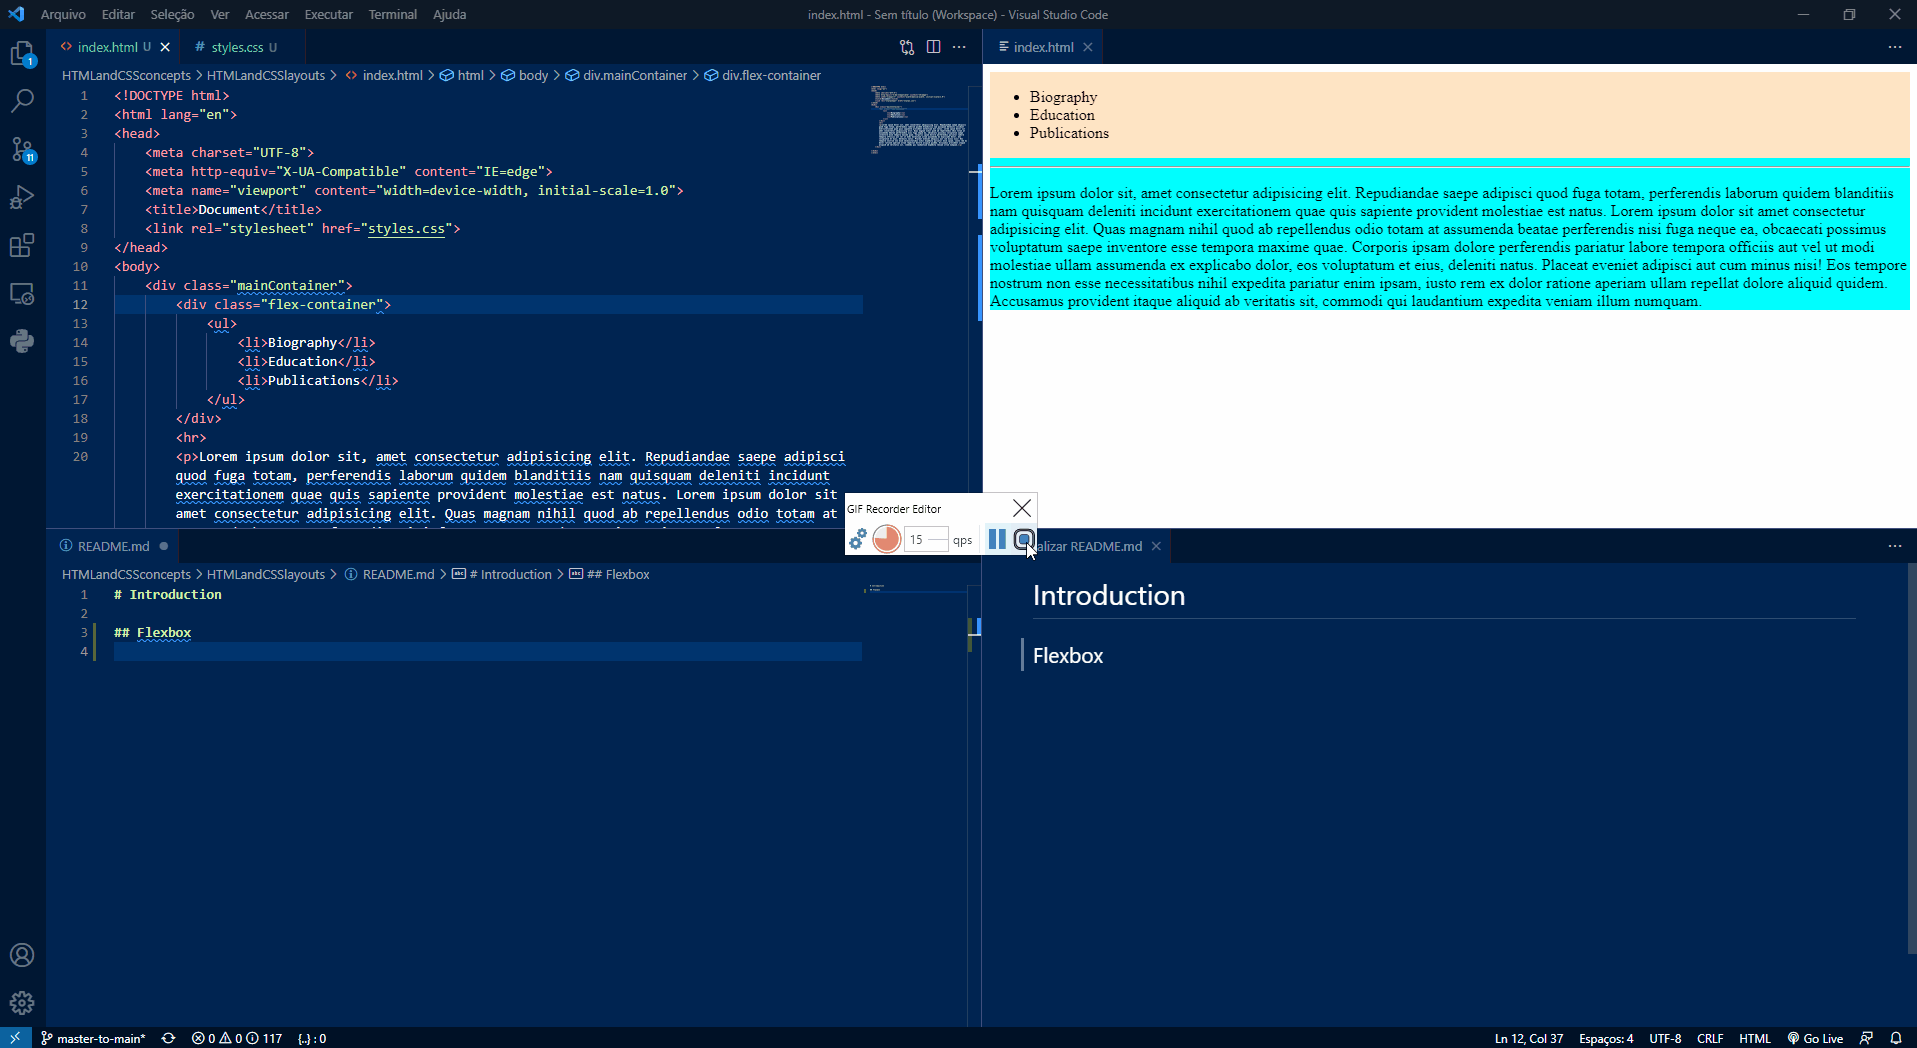 Arquivo Editar Seleção Ver Acessar Executar Terminal Ajuda
index.html - Sem título (Workspace) - Visual Studio Code
index.html U
# styles.css U
HTMLandCSSconcepts > HTMLandCSSlayouts > index.html > html > body > div.mainContainer > div.flex-container
1 <!DOCTYPE html>
2 <html lang="en">
3 <head>
4 <meta charset="UTF-8">
5 <meta http-equiv="X-UA-Compatible" content="IE=edge">
6 <meta name="viewport" content="width=device-width, initial-scale=1.0">
7 <title>Document</title>
8 <link rel="stylesheet" href="styles.css">
9 </head>
10 <body>
11 <div class="mainContainer">
12 <div class="flex-container">
13 <ul>
14 <li>Biography</li>
15 <li>Education</li>
16 <li>Publications</li>
17 </ul>
18 </div>
19 <hr>
20 <p>Lorem ipsum dolor sit, amet consectetur adipisicing elit. Repudiandae saepe adipisci
quod fuga totam, perferendis laborum quidem blanditiis nam quisquam deleniti incidunt
exercitationem quae quis sapiente provident molestiae est natus. Lorem ipsum dolor sit
amet consectetur adipisicing elit. Quas magnam nihil quod ab repellendus odio totam at
index.html
• Biography
• Education
• Publications
Lorem ipsum dolor sit, amet consectetur adipisicing elit. Repudiandae saepe adipisci quod fuga totam, perferendis laborum quidem blanditiis
nam quisquam deleniti incidunt exercitationem quae quis sapiente provident molestiae est natus. Lorem ipsum dolor sit amet consectetur
adipisicing elit. Quas magnam nihil quod ab repellendus odio totam at assumenda beatae perferendis nisi fuga neque ea, obcaecati possimus
voluptatum saepe inventore esse tempora maxime quae. Corporis ipsam dolore perferendis pariatur labore tempora officiis aut vel ut modi
molestiae ullam assumenda ex explicabo dolor, eos voluptatum et eius, deleniti natus. Placeat eveniet adipisci aut cum minus nisi! Eos tempore
nostrum non esse necessitatibus nihil expedita pariatur enim ipsam, iusto rem ex dolor ratione aperiam ullam repellat dolore aliquid quidem.
Accusamus provident itaque aliquid ab veritatis sit, commodi qui laudantium expedita veniam illum numquam.
GIF Recorder Editor
15 qps
README.md
HTMLandCSSconcepts > HTMLandCSSlayouts > README.md > # Introduction > ## Flexbox
1 # Introduction
2
3 ## Flexbox
4
alizar README.md
Introduction
Flexbox
1
11
master-to-main* 0 0 117 {..} : 0
Ln 12, Col 37 Espaços: 4 UTF-8 CRLF HTML Go Live